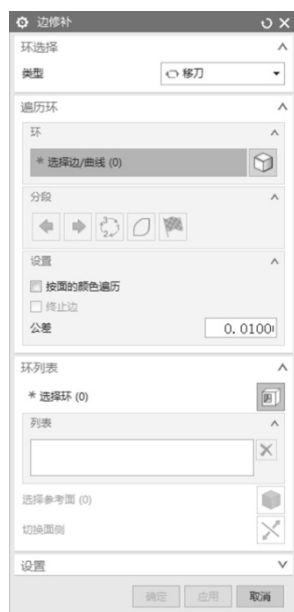 边修补
环选择
类型 移刀
遍历环
环
* 选择边/曲线 (0)
分段
设置
按面的颜色遍历
终止边
公差 0.0100
环列表
* 选择环 (0)
列表
选择参考面 (0)
切换面侧
设置
确定 应用 取消